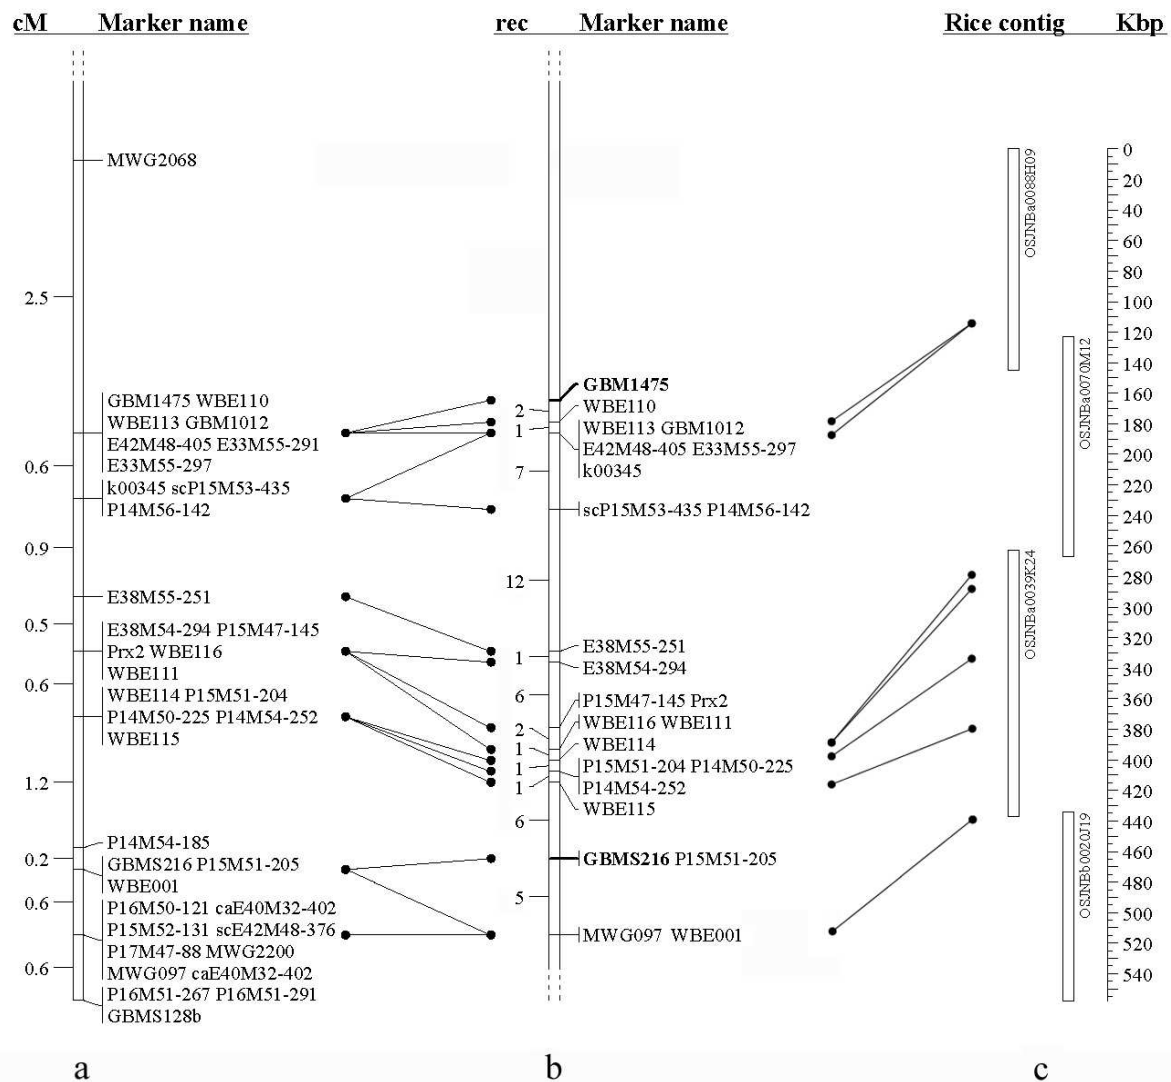 cM Marker name rec Marker name Rice contig Kbp
MWG2068
2.5
GBM1475 WBE110
WBE113 GBM1012
E42M48-405 E33M55-291
E33M55-297
0.6
k00345 scP15M53-435
P14M56-142
0.9
E38M55-251
0.5
E38M54-294 P15M47-145
Prx2 WBE116
WBE111
0.6
WBE114 P15M51-204
P14M50-225 P14M54-252
WBE115
1.2
P14M54-185
0.2
GBMS216 P15M51-205
WBE001
0.6
P16M50-121 caE40M32-402
P15M52-131 scE42M48-376
P17M47-88 MWG2200
MWG097 caE40M32-402
0.6
P16M51-267 P16M51-291
GBMS128b
GBM1475
2
WBE110
1
WBE113 GBM1012
E42M48-405 E33M55-297
k00345
7
scP15M53-435 P14M56-142
12
E38M55-251
1
E38M54-294
6
P15M47-145 Prx2
2
WBE116 WBE111
1
WBE114
1
P15M51-204 P14M50-225
P14M54-252
1
WBE115
6
GBMS216 P15M51-205
5
MWG097 WBE001
OSJNBa0088H09
OSJNBa0070M12
OSJNBa0039K24
OSJNBb0020J19
0
20
40
60
80
100
120
140
160
180
200
220
240
260
280
300
320
340
360
380
400
420
440
460
480
500
520
540
a b c